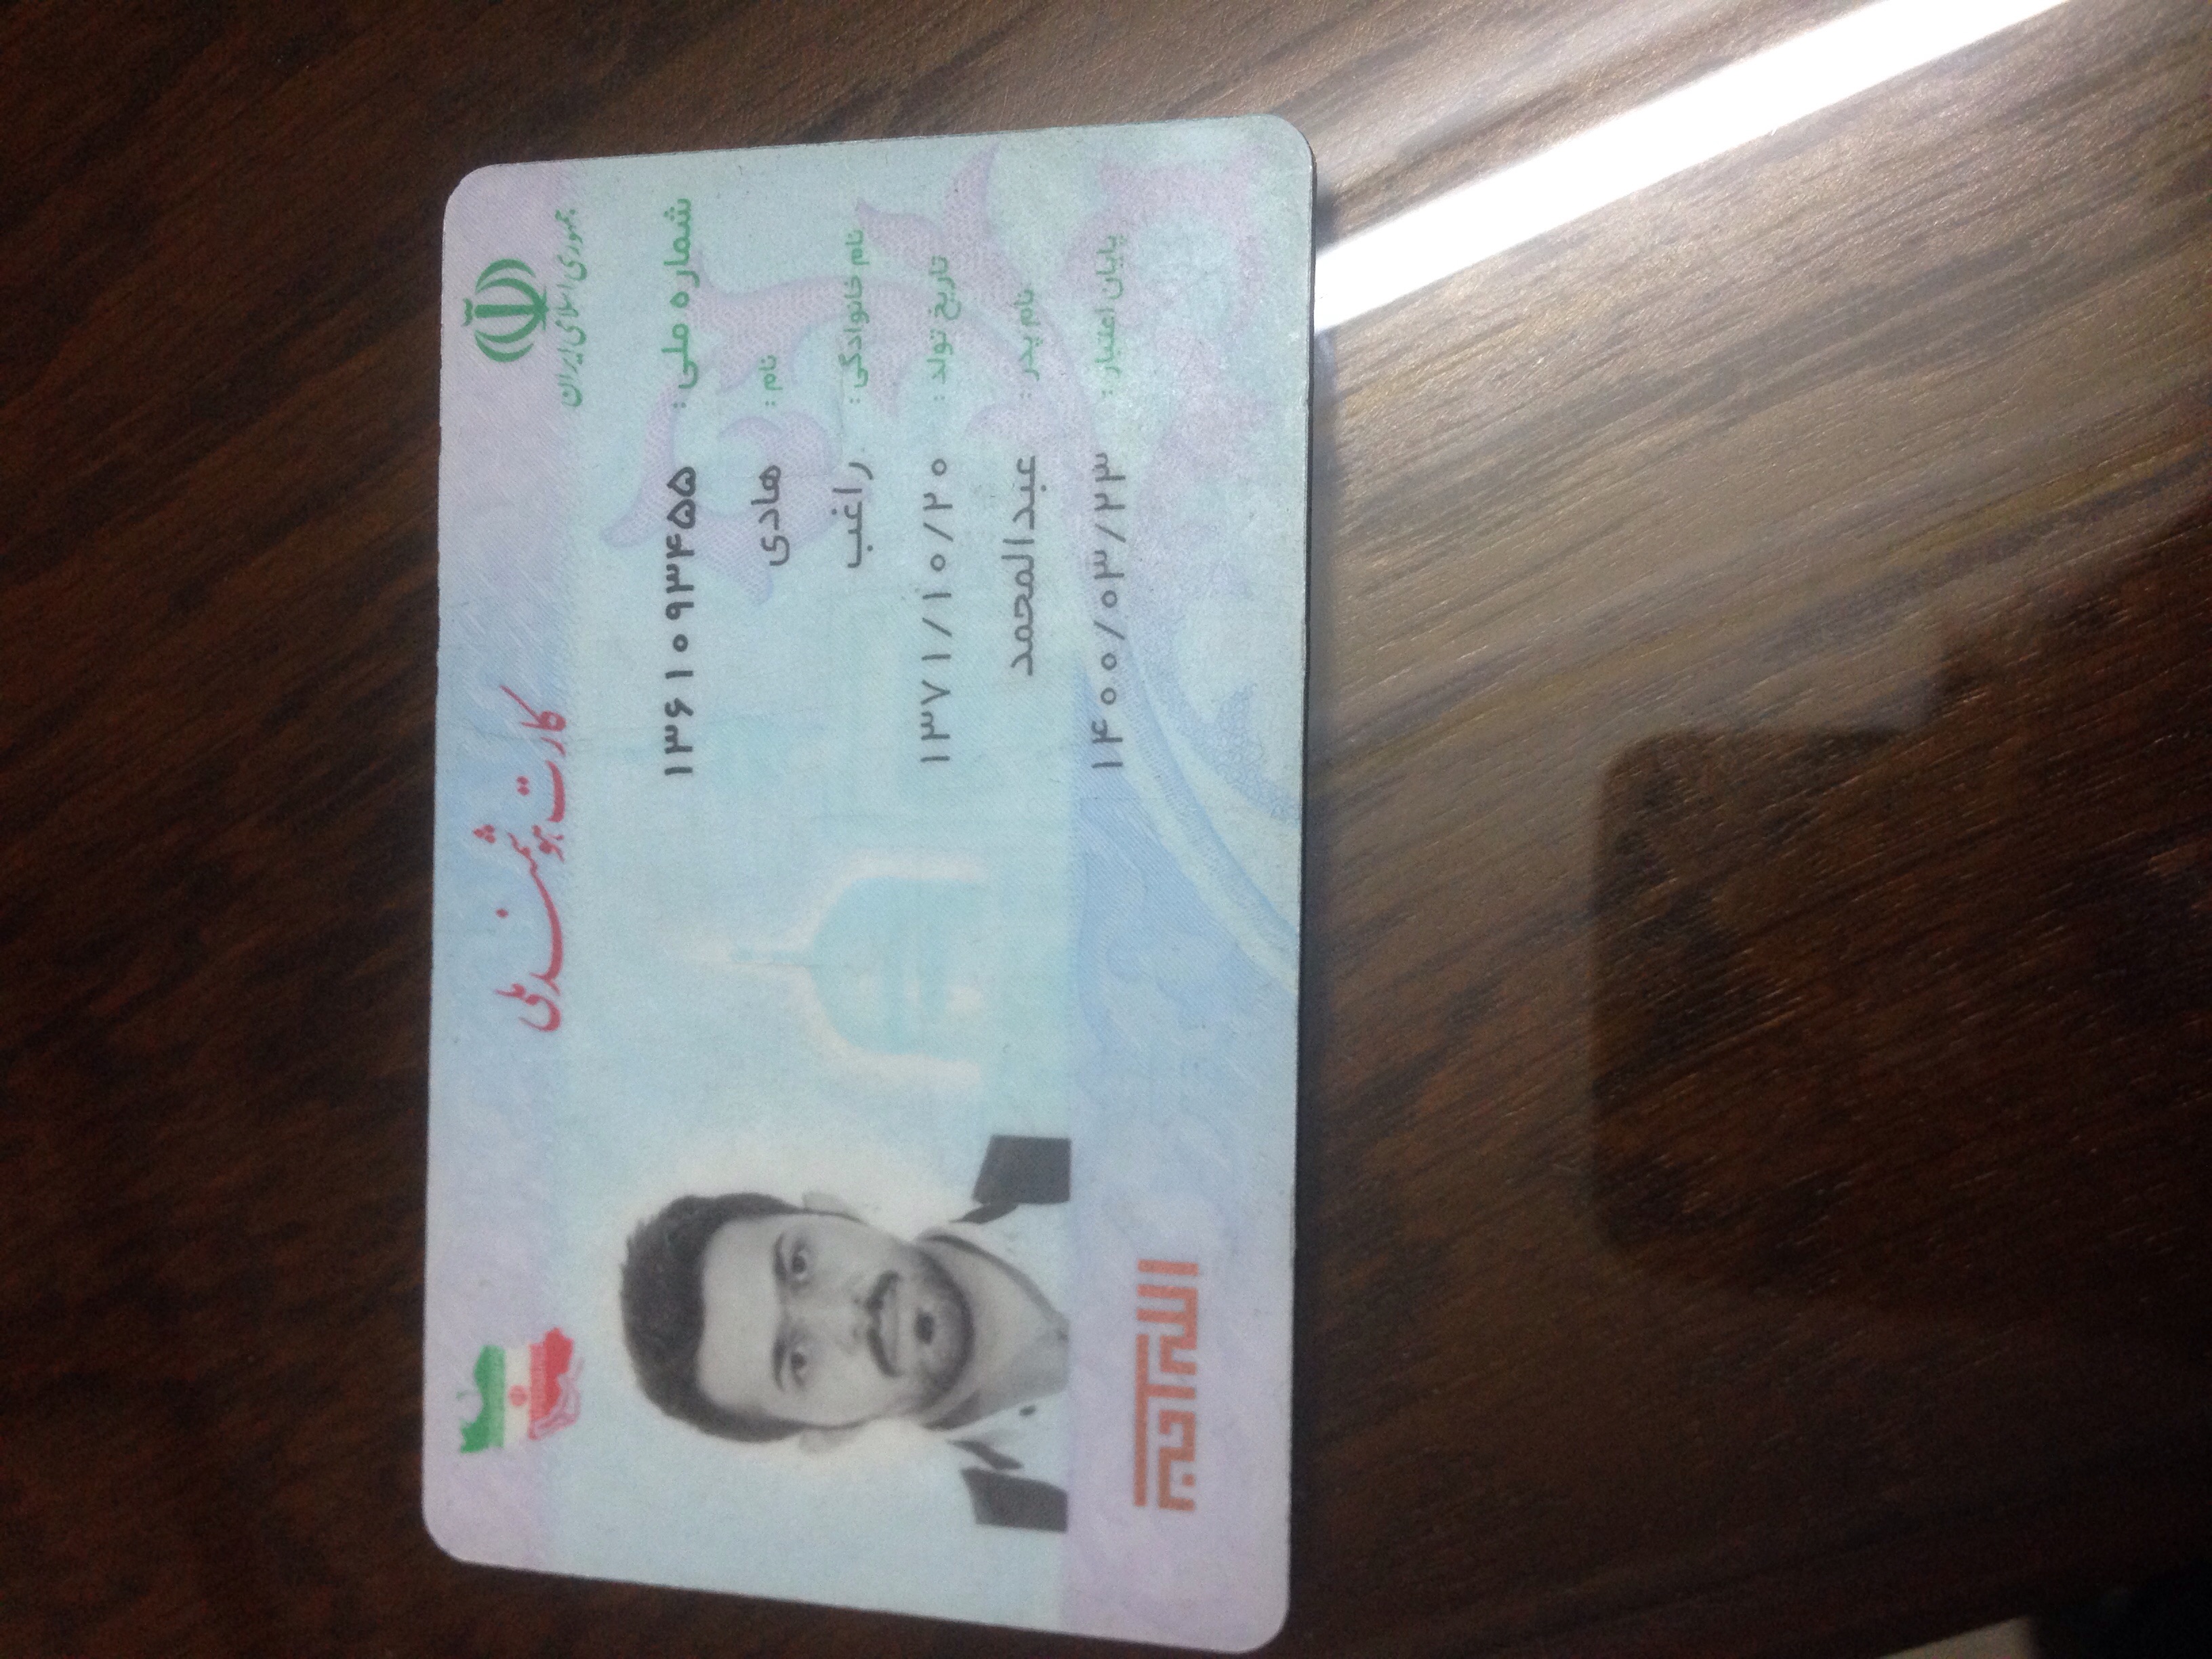 جمهوری اسلامی ایران
کارت هوشمند ملی
شماره ملی : ۱۳۶۱۰۹۳۴۵۵
نام : هادی
نام خانوادگی : راغب
تاریخ تولد : ۱۳۷۱/۱۰/۲۰
نام پدر : عبدالمحمد
پایان اعتبار : ۱۴۰۰/۰۳/۲۳
الله اکبر